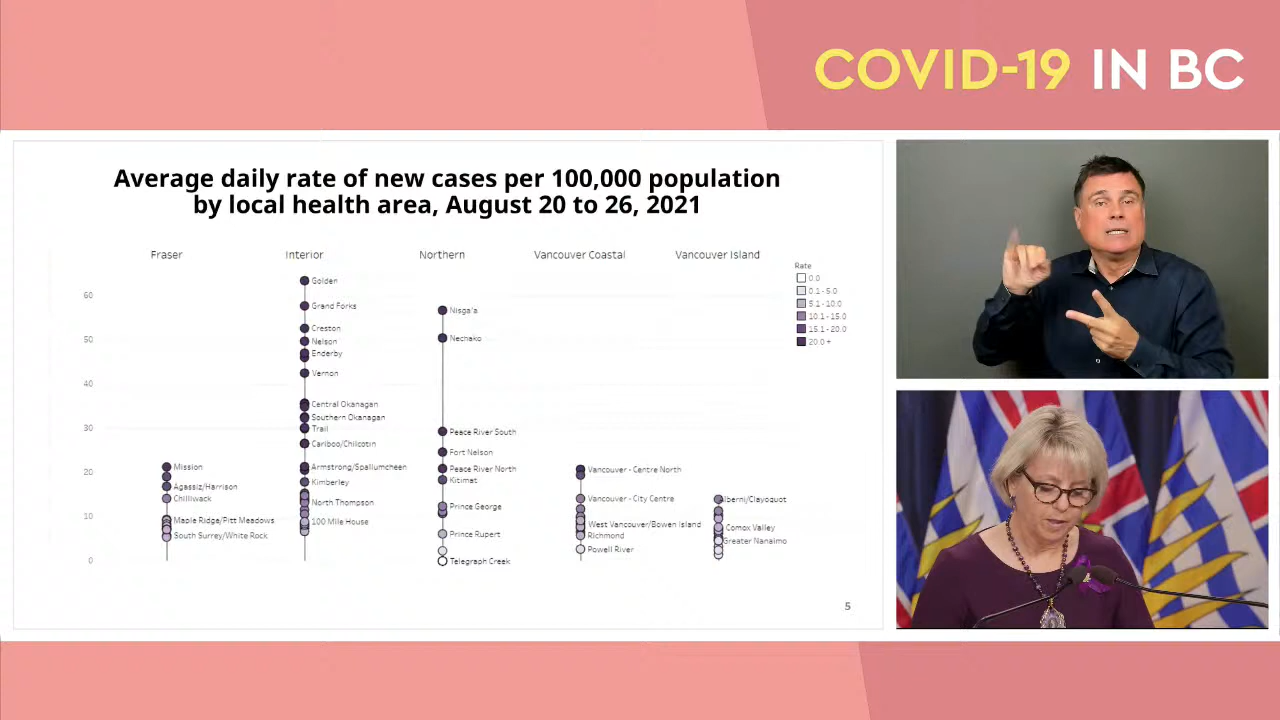 COVID-19 IN BC
Average daily rate of new cases per 100,000 population
by local health area, August 20 to 26, 2021
Fraser
Interior
Northern
Vancouver Coastal
Vancouver Island
60
50
40
30
20
10
0
Mission
Agassiz/Harrison
Chilliwack
Maple Ridge/Pitt Meadows
South Surrey/White Rock
Golden
Grand Forks
Creston
Nelson
Enderby
Vernon
Central Okanagan
Southern Okanagan
Trail
Cariboo/Chilcotin
Armstrong/Spallumcheen
Kimberley
North Thompson
100 Mile House
Nisga'a
Nechako
Peace River South
Fort Nelson
Peace River North
Kitimat
Prince George
Prince Rupert
Telegraph Creek
Vancouver - Centre North
Vancouver - City Centre
West Vancouver/Bowen Island
Richmond
Powell River
Alberni/Clayoquot
Comox Valley
Greater Nanaimo
Rate
0.0
0.1 - 5.0
5.1 - 10.0
10.1 - 15.0
15.1 - 20.0
20.0 +
5